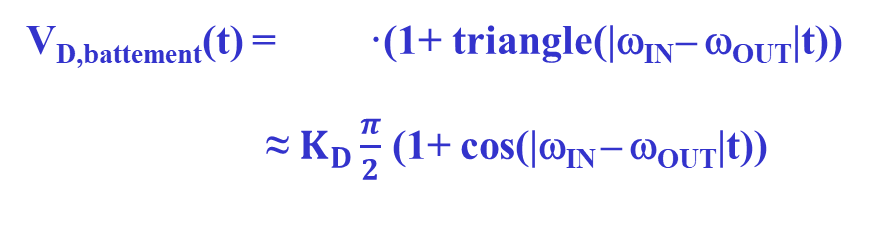 V_D,battement(t) = ·(1+ triangle(|ω_IN – ω_OUT|t))
≈ K_D π/2 (1+ cos(|ω_IN – ω_OUT|t))